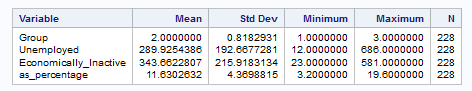 Variable Mean Std Dev Minimum Maximum N
Group 2.0000000 0.8182931 1.0000000 3.0000000 228
Unemployed 289.9254386 192.6677281 12.0000000 686.0000000 228
Economically_Inactive 343.6622807 215.9183134 23.0000000 581.0000000 228
as_percentage 11.6302632 4.3698815 3.2000000 19.6000000 228